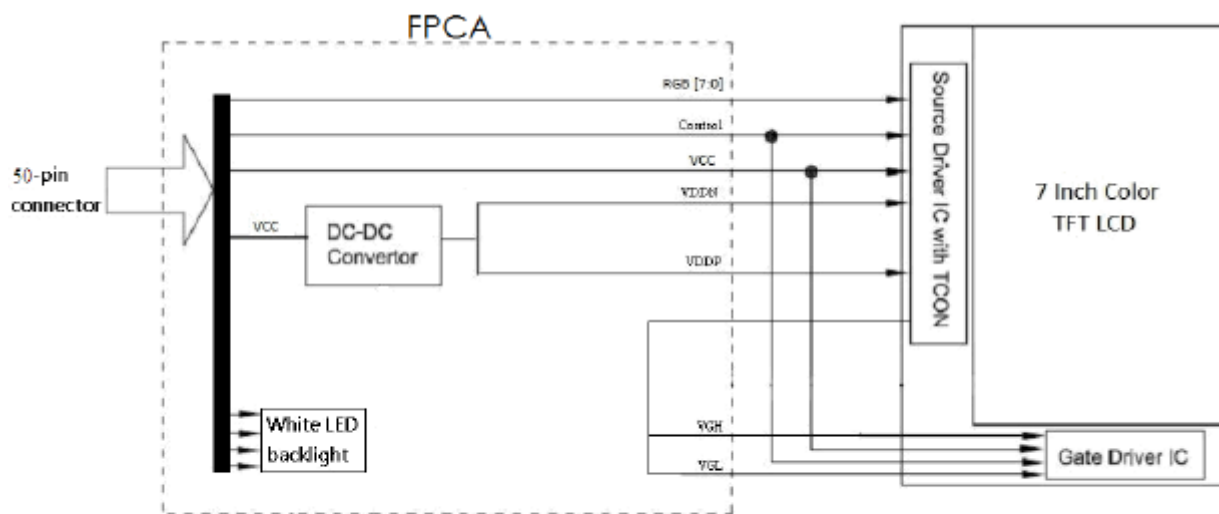 FPCA
RGB [7:0]
Control
VCC
VDDN
VDDP
50-pin
connector
VCC
DC-DC
Convertor
White LED
backlight
VGH
VGL
Source Driver IC with TCON
7 Inch Color
TFT LCD
Gate Driver IC